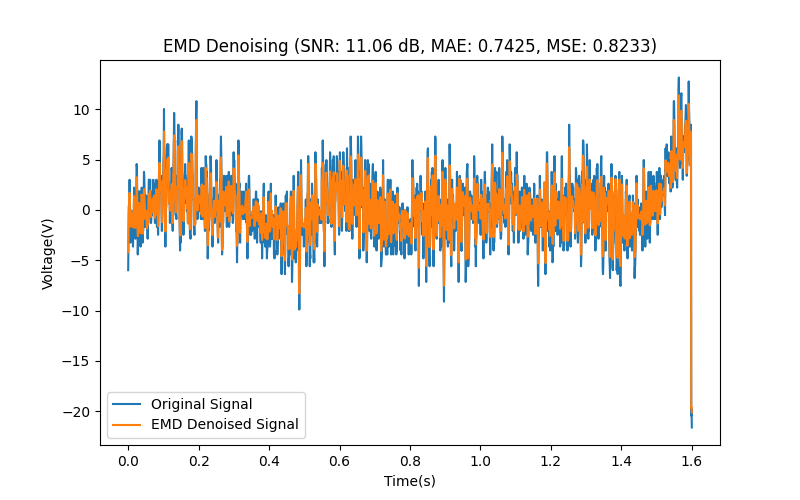 EMD Denoising (SNR: 11.06 dB, MAE: 0.7425, MSE: 0.8233)
10
5
0
−5
−10
−15
−20
Voltage(V)
Original Signal
EMD Denoised Signal
0.0 0.2 0.4 0.6 0.8 1.0 1.2 1.4 1.6
Time(s)